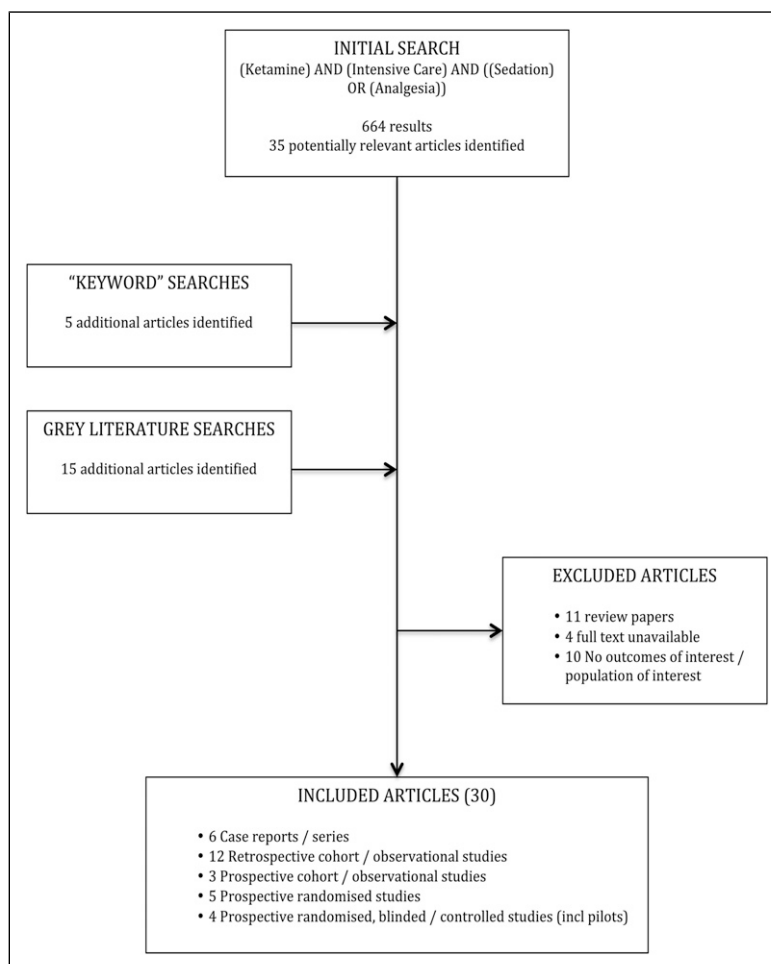 INITIAL SEARCH
(Ketamine) AND (Intensive Care) AND ((Sedation)
OR (Analgesia))
664 results
35 potentially relevant articles identified
“KEYWORD” SEARCHES
5 additional articles identified
GREY LITERATURE SEARCHES
15 additional articles identified
EXCLUDED ARTICLES
• 11 review papers
• 4 full text unavailable
• 10 No outcomes of interest /
population of interest
INCLUDED ARTICLES (30)
• 6 Case reports / series
• 12 Retrospective cohort / observational studies
• 3 Prospective cohort / observational studies
• 5 Prospective randomised studies
• 4 Prospective randomised, blinded / controlled studies (incl pilots)